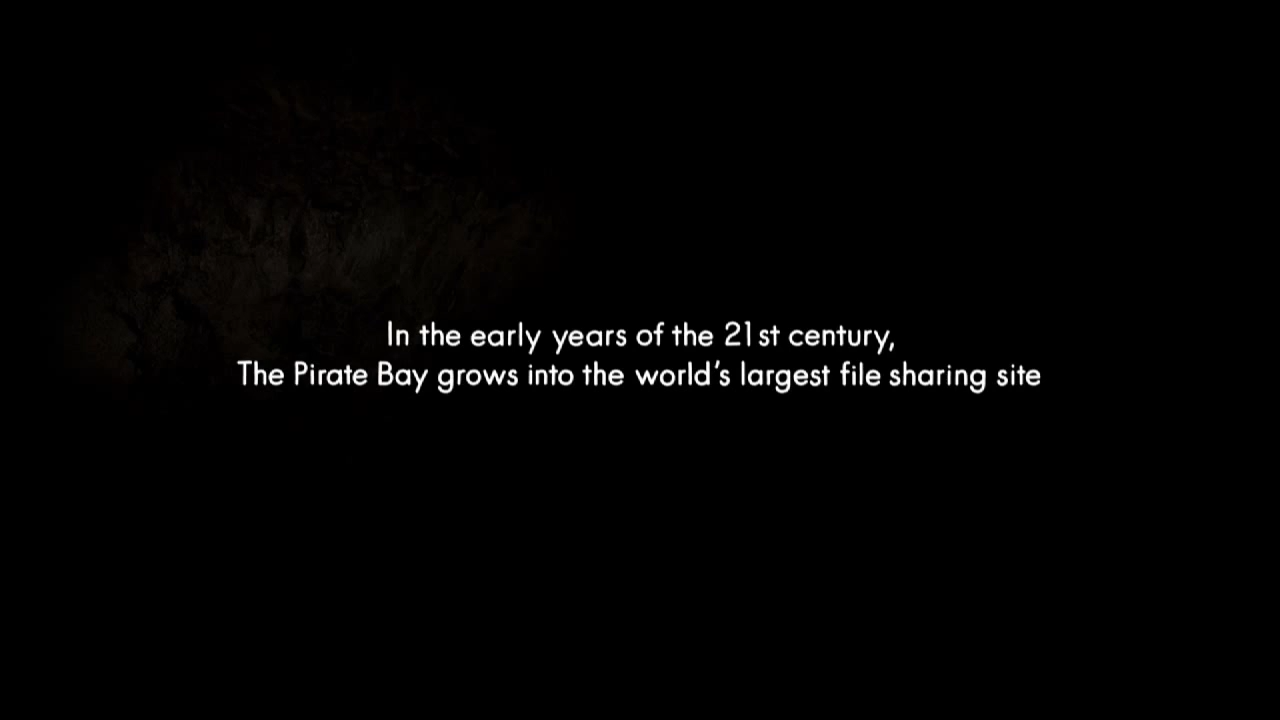 In the early years of the 21st century,
The Pirate Bay grows into the world's largest file sharing site